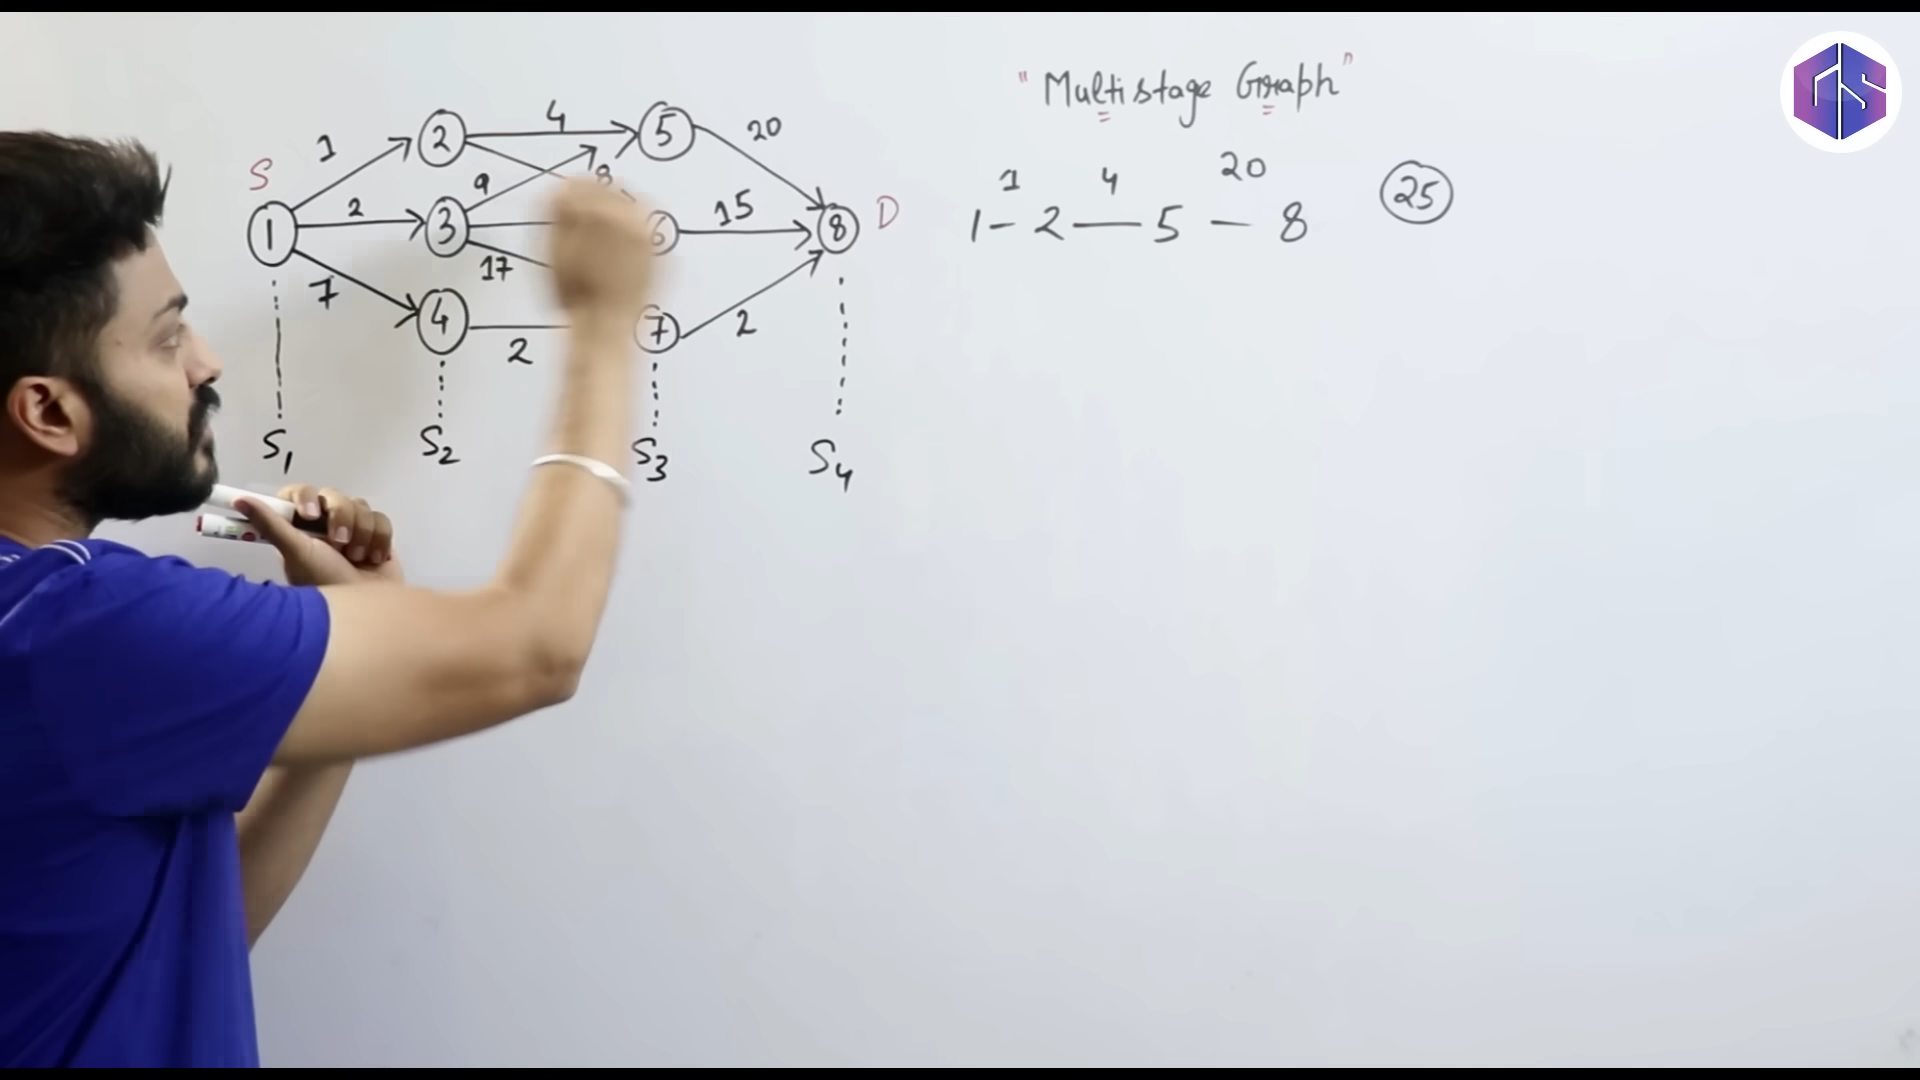 "Multistage Graph"
1 4 20
1 - 2 — 5 — 8 25
S 1 2 3 4 5 6 7 8 D
1 2 7
4 8 9 17 2
20 15 2
S1 S2 S3 S4